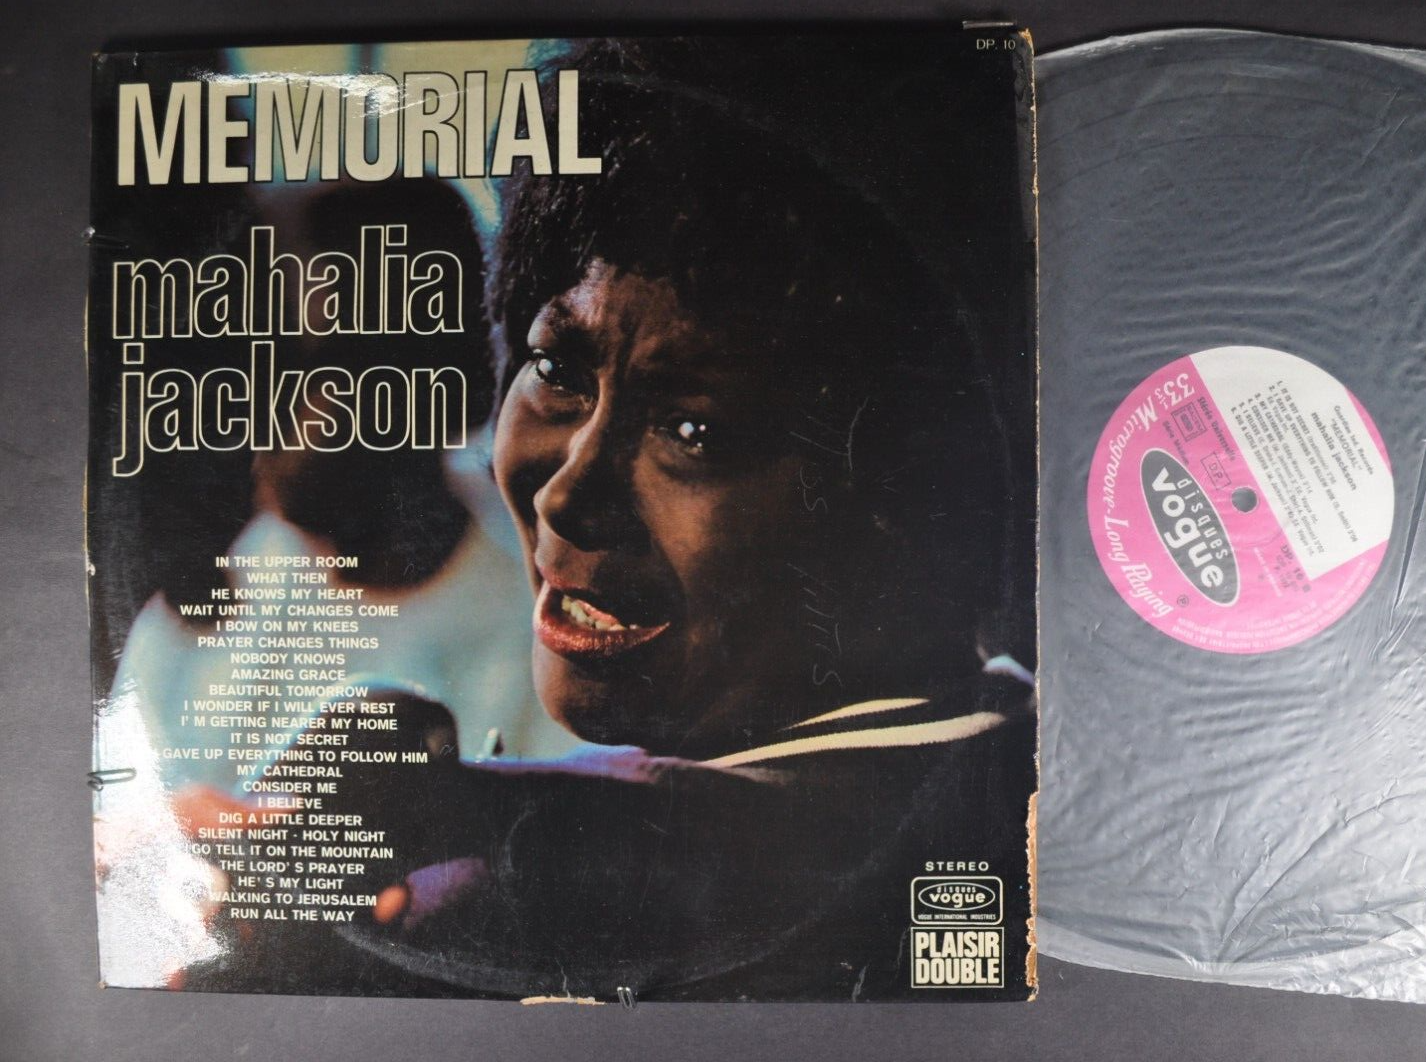 DP. 10
MEMORIAL
mahalia
jackson
IN THE UPPER ROOM
WHAT THEN
HE KNOWS MY HEART
WAIT UNTIL MY CHANGES COME
I BOW ON MY KNEES
PRAYER CHANGES THINGS
NOBODY KNOWS
AMAZING GRACE
BEAUTIFUL TOMORROW
I WONDER IF I WILL EVER REST
I' M GETTING NEARER MY HOME
IT IS NOT SECRET
GAVE UP EVERYTHING TO FOLLOW HIM
MY CATHEDRAL
CONSIDER ME
I BELIEVE
DIG A LITTLE DEEPER
SILENT NIGHT - HOLY NIGHT
GO TELL IT ON THE MOUNTAIN
THE LORD' S PRAYER
HE' S MY LIGHT
WALKING TO JERUSALEM
RUN ALL THE WAY
STEREO
disques
vogue
VOGUE INTERNATIONAL INDUSTRIES
PLAISIR
DOUBLE
33 1/3 Microgroove-Long Playing
disques
vogue
D.P.
"MEMORIAL"
mahalia jackson